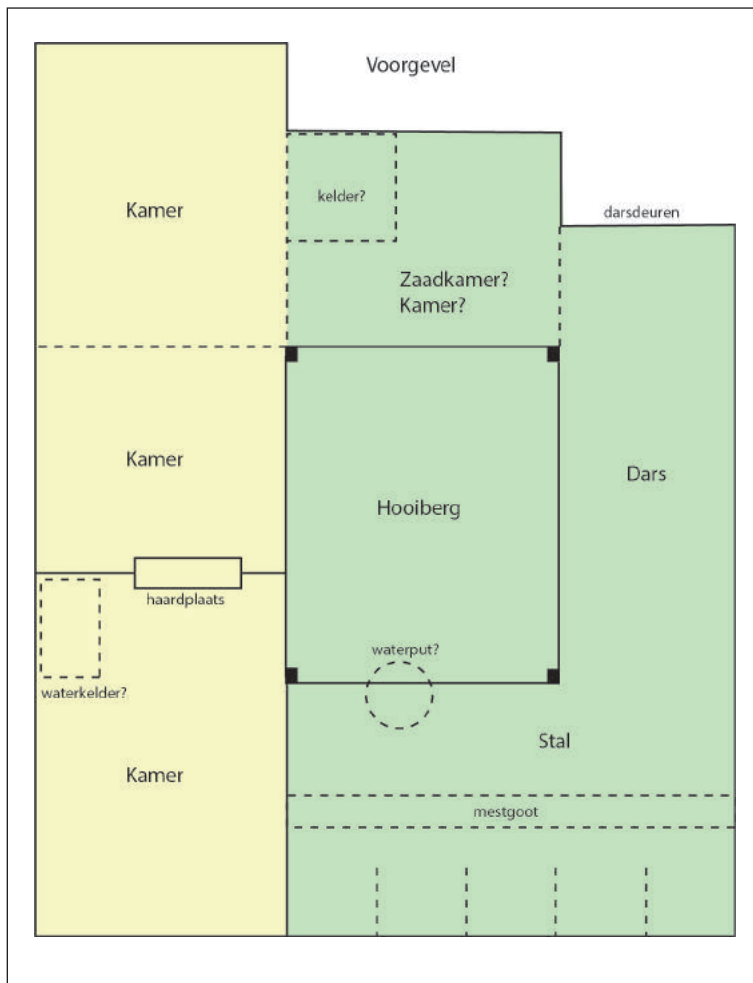 Voorgevel
Kamer
kelder?
darsdeuren
Zaadkamer?
Kamer?
Kamer
Dars
Hooiberg
haardplaats
waterput?
waterkelder?
Stal
Kamer
mestgoot